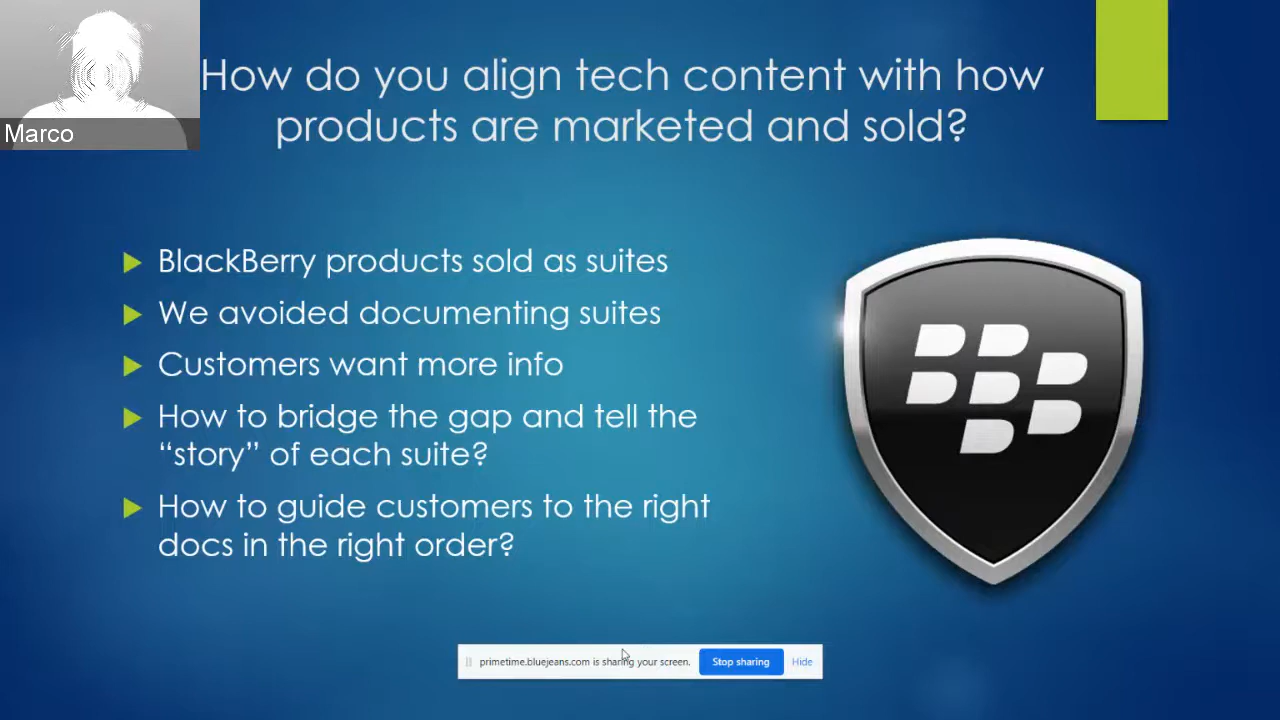 How do you align tech content with how
products are marketed and sold?
Marco
BlackBerry products sold as suites
We avoided documenting suites
Customers want more info
How to bridge the gap and tell the
“story” of each suite?
How to guide customers to the right
docs in the right order?
primetime.bluejeans.com is sharing your screen. Stop sharing Hide